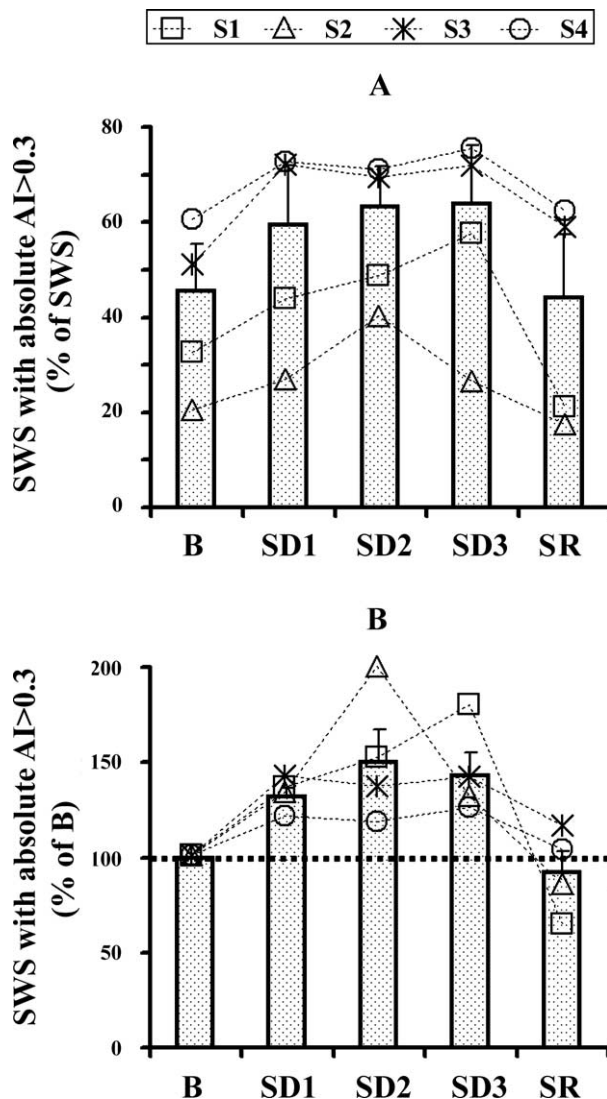 S1 S2 S3 S4
A
SWS with absolute AI>0.3
(% of SWS)
80
60
40
20
0
B SD1 SD2 SD3 SR
B
SWS with absolute AI>0.3
(% of B)
200
150
100
50
0
B SD1 SD2 SD3 SR